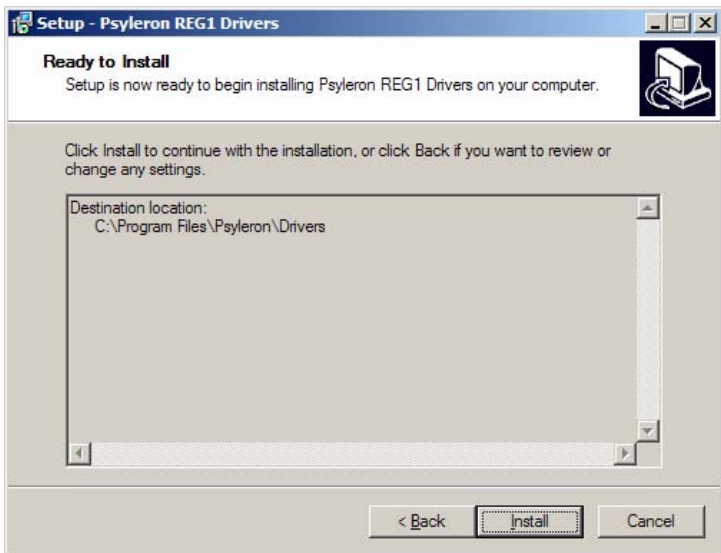 Setup - Psyleron REG1 Drivers
Ready to Install
Setup is now ready to begin installing Psyleron REG1 Drivers on your computer.
Click Install to continue with the installation, or click Back if you want to review or
change any settings.
Destination location:
C:\Program Files\Psyleron\Drivers
< Back
Install
Cancel